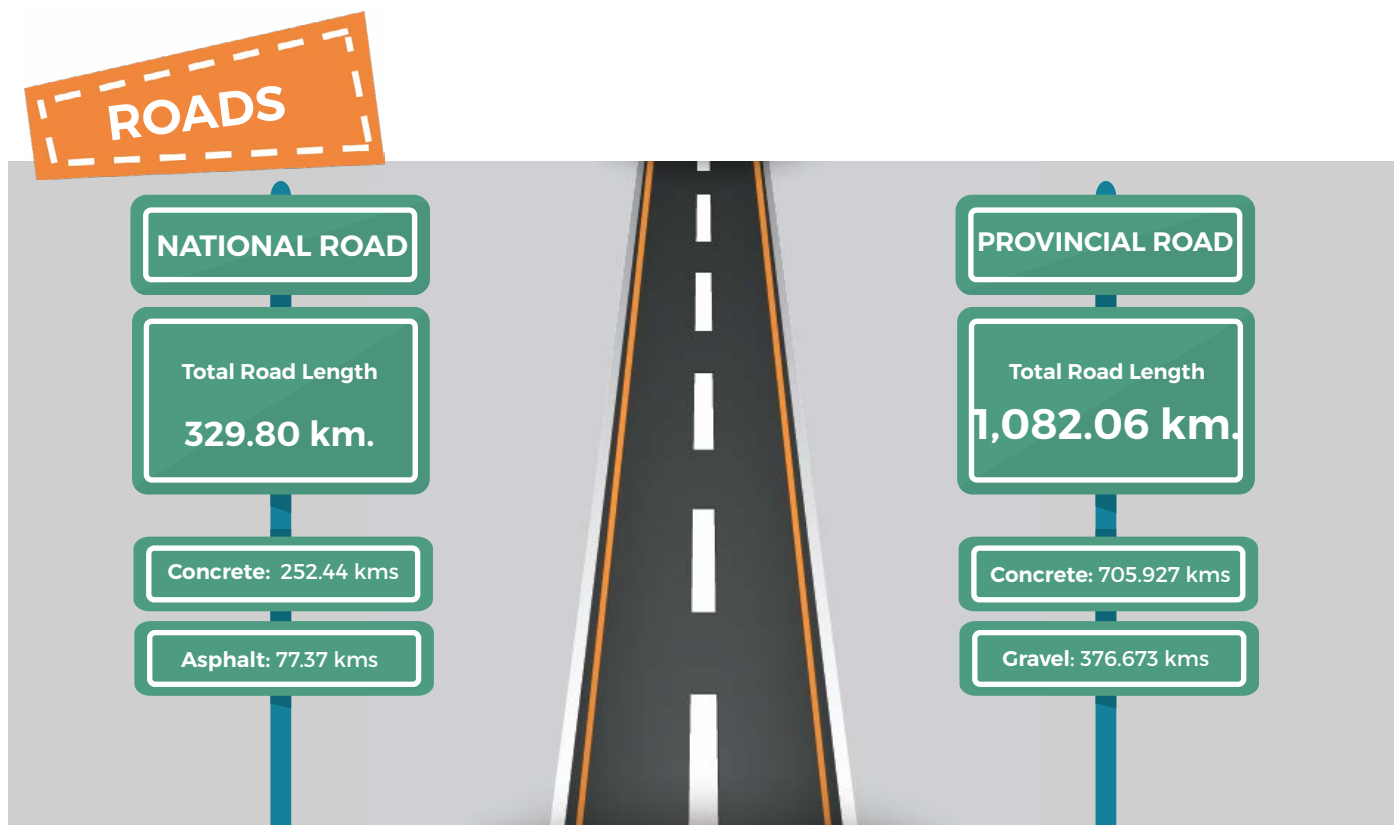 ROADS
NATIONAL ROAD
Total Road Length
329.80 km.
Concrete: 252.44 kms
Asphalt: 77.37 kms
PROVINCIAL ROAD
Total Road Length
1,082.06 km.
Concrete: 705.927 kms
Gravel: 376.673 kms